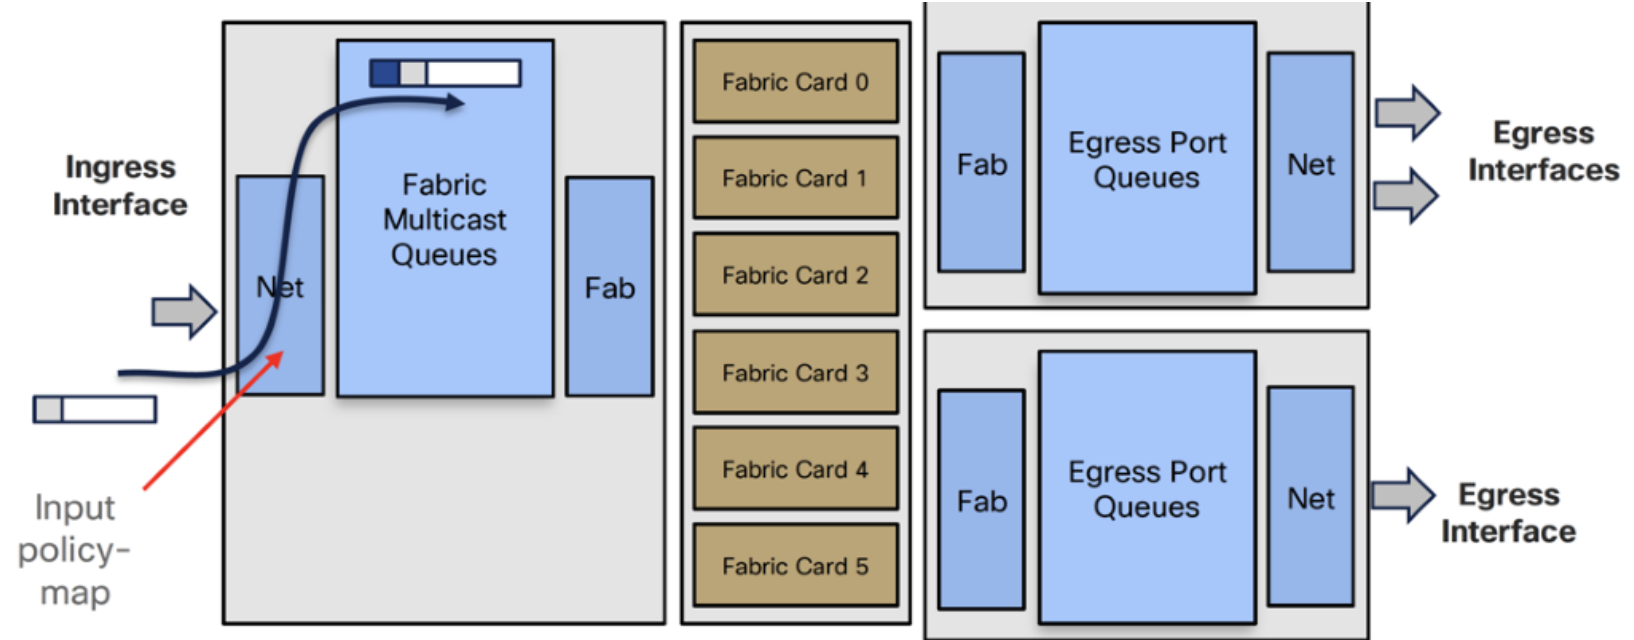 Ingress
Interface
Net
Input
policy-
map
Fabric
Multicast
Queues
Fab
Fabric Card 0
Fabric Card 1
Fabric Card 2
Fabric Card 3
Fabric Card 4
Fabric Card 5
Fab
Egress Port
Queues
Net
Egress
Interfaces
Fab
Egress Port
Queues
Net
Egress
Interface